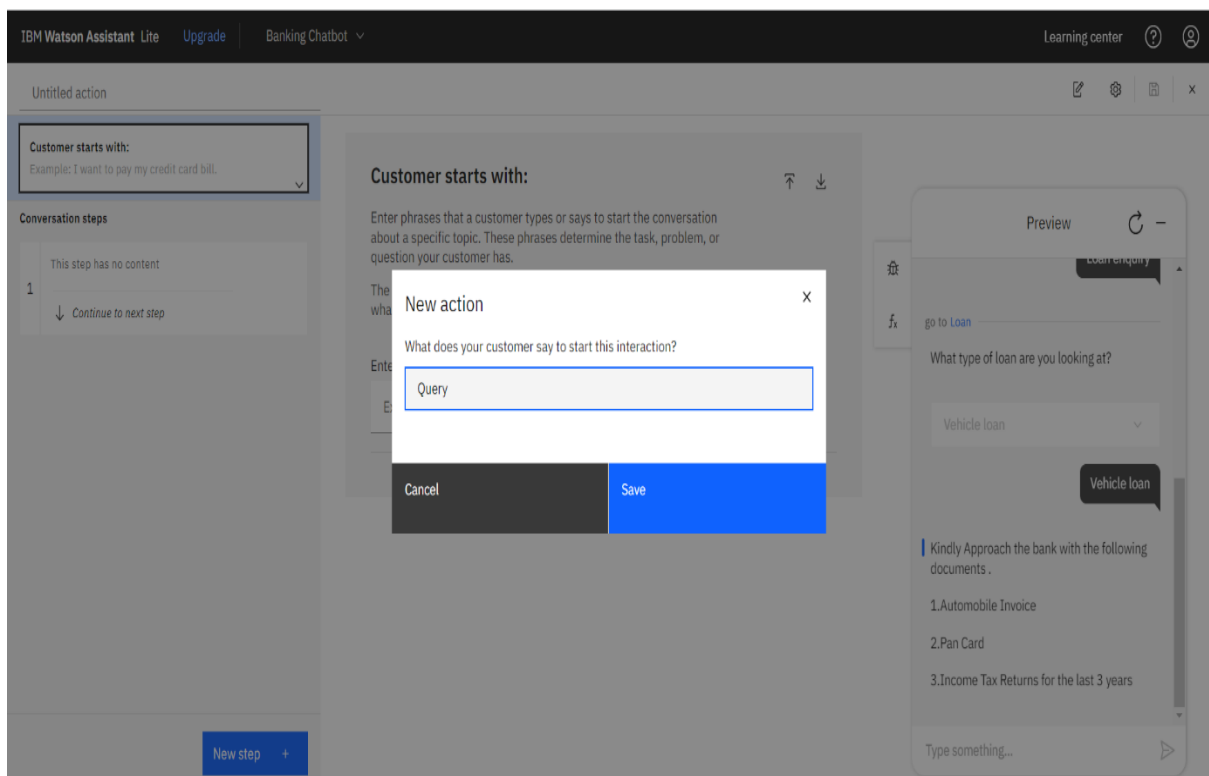 IBM Watson Assistant Lite Upgrade Banking Chatbot Learning center
Untitled action
Customer starts with:
Example: I want to pay my credit card bill.
Conversation steps
This step has no content
1
Continue to next step
New step +
Customer starts with:
Enter phrases that a customer types or says to start the conversation
about a specific topic. These phrases determine the task, problem, or
question your customer has.
The
New action
X
What does your customer say to start this interaction?
Query
Cancel
Save
fx
Preview
Loan enquiry
go to Loan
What type of loan are you looking at?
Vehicle loan
Vehicle loan
Kindly Approach the bank with the following
documents .
1.Automobile Invoice
2.Pan Card
3.Income Tax Returns for the last 3 years
Type something...